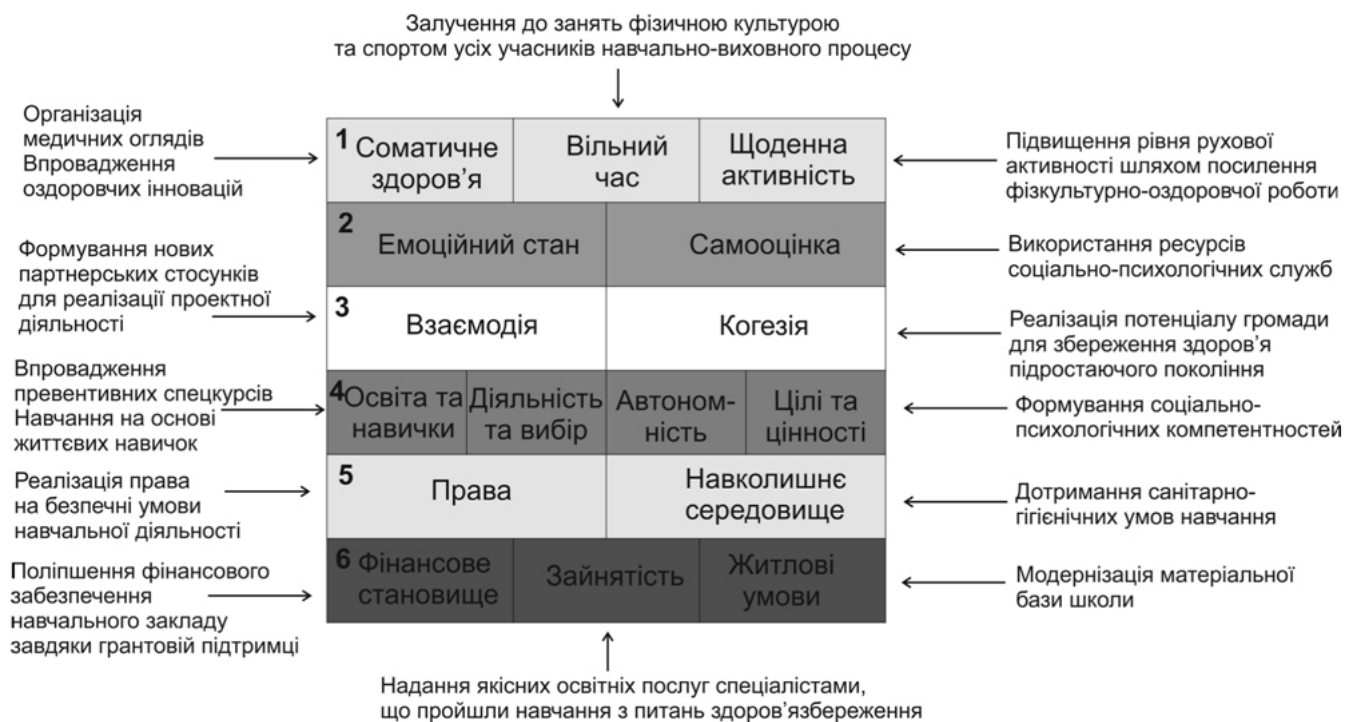 Залучення до занять фізичною культурою
та спортом усіх учасників навчально-виховного процесу
Організація
медичних оглядів
Впровадження
оздоровчих інновацій
1 Соматичне
здоров’я
Вільний
час
Щоденна
активність
Підвищення рівня рухової
активності шляхом посилення
фізкультурно-оздоровчої роботи
Формування нових
партнерських стосунків
для реалізації проектної
діяльності
2
Емоційний стан
Самооцінка
Використання ресурсів
соціально-психологічних служб
3
Взаємодія
Когезія
Реалізація потенціалу громади
для збереження здоров’я
підростаючого покоління
Впровадження
превентивних спецкурсів
Навчання на основі
життєвих навичок
4 Освіта та
навички
Діяльність
та вибір
Автоном-
ність
Цілі та
цінності
Формування соціально-
психологічних компетентностей
Реалізація права
на безпечні умови
навчальної діяльності
5
Права
Навколишнє
середовище
Дотримання санітарно-
гігієнічних умов навчання
Поліпшення фінансового
забезпечення
навчального закладу
завдяки грантовій підтримці
6 Фінансове
становище
Зайнятість
Житлові
умови
Модернізація матеріальної
бази школи
Надання якісних освітніх послуг спеціалістами,
що пройшли навчання з питань здоров’язбереження